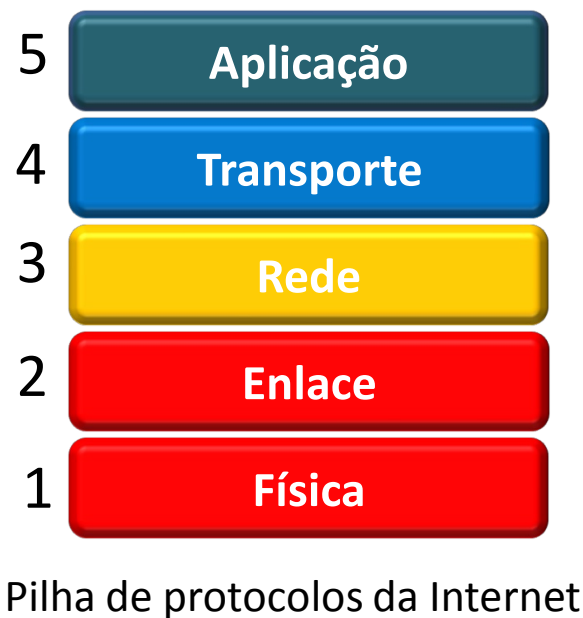 5 Aplicação
4 Transporte
3 Rede
2 Enlace
1 Física
Pilha de protocolos da Internet